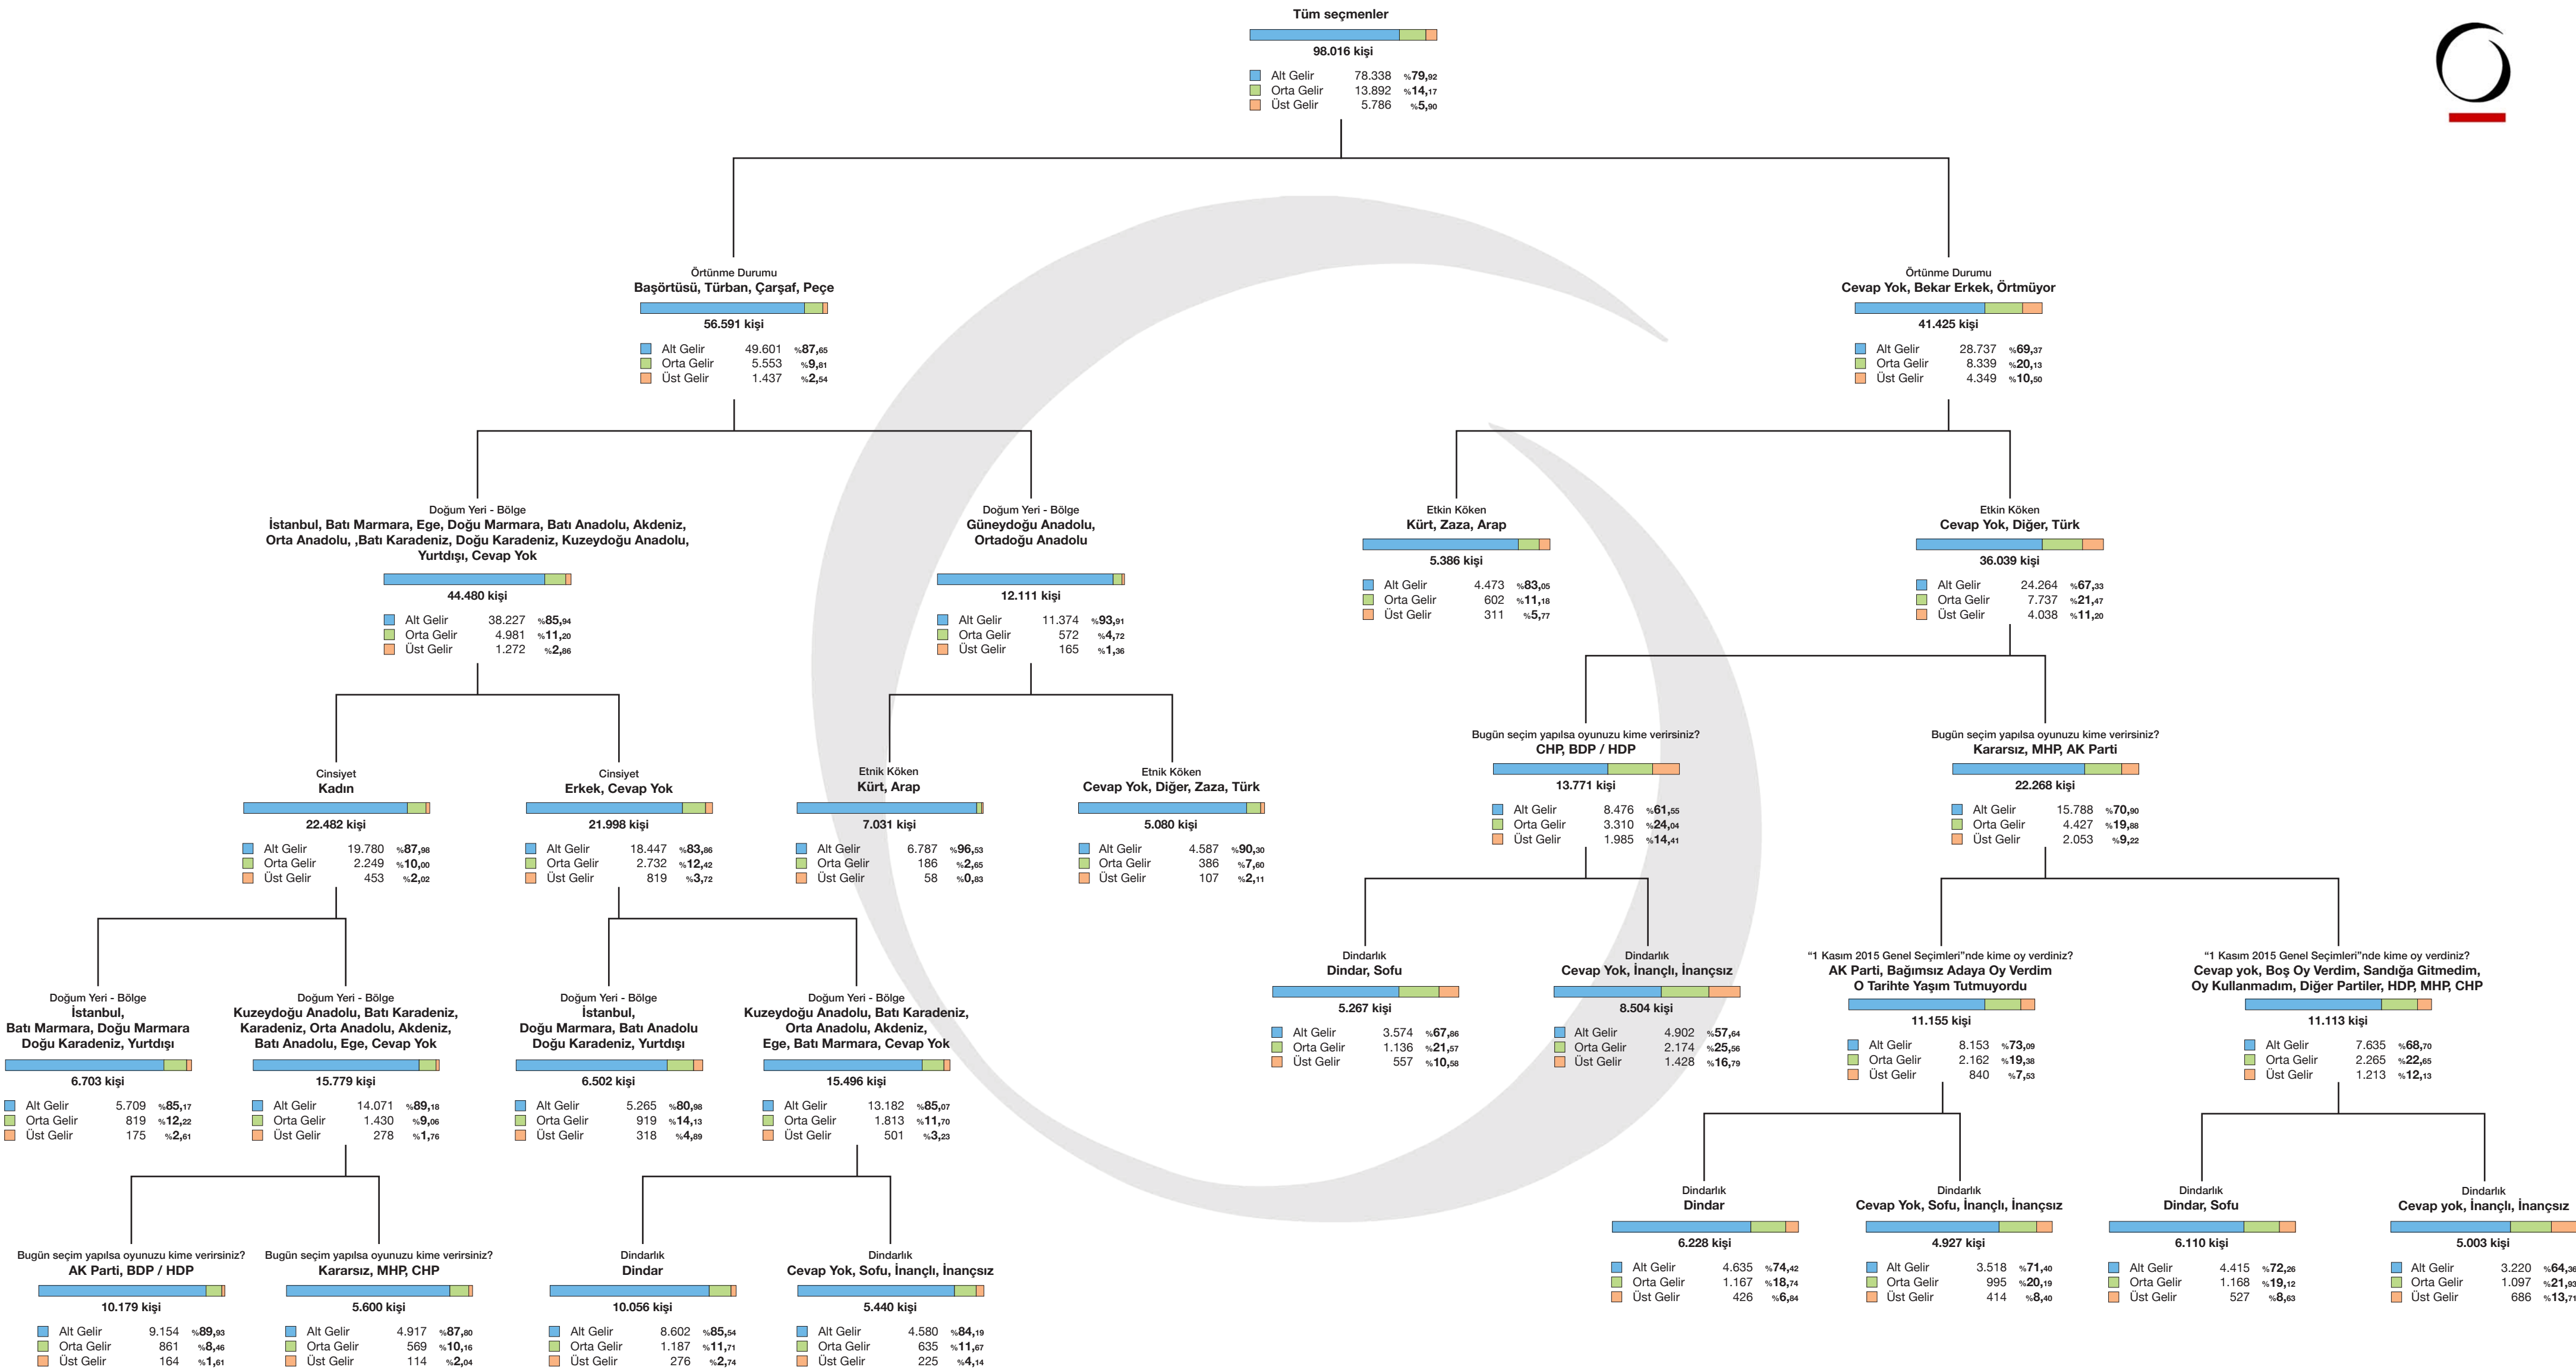 Tüm seçmenler
98.016 kişi
Alt Gelir 78.338 %79,92
Orta Gelir 13.892 %14,17
Üst Gelir 5.786 %5,90
Örtünme Durumu
Başörtüsü, Türban, Çarşaf, Peçe
56.591 kişi
Alt Gelir 49.601 %87,65
Orta Gelir 5.553 %9,81
Üst Gelir 1.437 %2,54
Örtünme Durumu
Cevap Yok, Bekar Erkek, Örtmüyor
41.425 kişi
Alt Gelir 28.737 %69,37
Orta Gelir 8.339 %20,13
Üst Gelir 4.349 %10,50
Doğum Yeri - Bölge
İstanbul, Batı Marmara, Ege, Doğu Marmara, Batı Anadolu, Akdeniz,
Orta Anadolu, ,Batı Karadeniz, Doğu Karadeniz, Kuzeydoğu Anadolu,
Yurtdışı, Cevap Yok
44.480 kişi
Alt Gelir 38.227 %85,94
Orta Gelir 4.981 %11,20
Üst Gelir 1.272 %2,86
Doğum Yeri - Bölge
Güneydoğu Anadolu,
Ortadoğu Anadolu
12.111 kişi
Alt Gelir 11.374 %93,91
Orta Gelir 572 %4,72
Üst Gelir 165 %1,36
Etkin Köken
Kürt, Zaza, Arap
5.386 kişi
Alt Gelir 4.473 %83,05
Orta Gelir 602 %11,18
Üst Gelir 311 %5,77
Etkin Köken
Cevap Yok, Diğer, Türk
36.039 kişi
Alt Gelir 24.264 %67,33
Orta Gelir 7.737 %21,47
Üst Gelir 4.038 %11,20
Cinsiyet
Kadın
22.482 kişi
Alt Gelir 19.780 %87,98
Orta Gelir 2.249 %10,00
Üst Gelir 453 %2,02
Cinsiyet
Erkek, Cevap Yok
21.998 kişi
Alt Gelir 18.447 %83,86
Orta Gelir 2.732 %12,42
Üst Gelir 819 %3,72
Etnik Köken
Kürt, Arap
7.031 kişi
Alt Gelir 6.787 %96,53
Orta Gelir 186 %2,65
Üst Gelir 58 %0,83
Etnik Köken
Cevap Yok, Diğer, Zaza, Türk
5.080 kişi
Alt Gelir 4.587 %90,30
Orta Gelir 386 %7,60
Üst Gelir 107 %2,11
Bugün seçim yapılsa oyunuzu kime verirsiniz?
CHP, BDP / HDP
13.771 kişi
Alt Gelir 8.476 %61,55
Orta Gelir 3.310 %24,04
Üst Gelir 1.985 %14,41
Bugün seçim yapılsa oyunuzu kime verirsiniz?
Kararsız, MHP, AK Parti
22.268 kişi
Alt Gelir 15.788 %70,90
Orta Gelir 4.427 %19,88
Üst Gelir 2.053 %9,22
Doğum Yeri - Bölge
İstanbul,
Batı Marmara, Doğu Marmara
Doğu Karadeniz, Yurtdışı
6.703 kişi
Alt Gelir 5.709 %85,17
Orta Gelir 819 %12,22
Üst Gelir 175 %2,61
Doğum Yeri - Bölge
Kuzeydoğu Anadolu, Batı Karadeniz,
Karadeniz, Orta Anadolu, Akdeniz,
Batı Anadolu, Ege, Cevap Yok
15.779 kişi
Alt Gelir 14.071 %89,18
Orta Gelir 1.430 %9,06
Üst Gelir 278 %1,76
Doğum Yeri - Bölge
İstanbul,
Doğu Marmara, Batı Anadolu
Doğu Karadeniz, Yurtdışı
6.502 kişi
Alt Gelir 5.265 %80,98
Orta Gelir 919 %14,13
Üst Gelir 318 %4,89
Doğum Yeri - Bölge
Kuzeydoğu Anadolu, Batı Karadeniz,
Orta Anadolu, Akdeniz,
Ege, Batı Marmara, Cevap Yok
15.496 kişi
Alt Gelir 13.182 %85,07
Orta Gelir 1.813 %11,70
Üst Gelir 501 %3,23
Dindarlık
Dindar, Sofu
5.267 kişi
Alt Gelir 3.574 %67,86
Orta Gelir 1.136 %21,57
Üst Gelir 557 %10,58
Dindarlık
Cevap Yok, İnançlı, İnançsız
8.504 kişi
Alt Gelir 4.902 %57,64
Orta Gelir 2.174 %25,56
Üst Gelir 1.428 %16,79
“1 Kasım 2015 Genel Seçimleri”nde kime oy verdiniz?
AK Parti, Bağımsız Adaya Oy Verdim
O Tarihte Yaşım Tutmuyordu
11.155 kişi
Alt Gelir 8.153 %73,09
Orta Gelir 2.162 %19,38
Üst Gelir 840 %7,53
“1 Kasım 2015 Genel Seçimleri”nde kime oy verdiniz?
Cevap yok, Boş Oy Verdim, Sandığa Gitmedim,
Oy Kullanmadım, Diğer Partiler, HDP, MHP, CHP
11.113 kişi
Alt Gelir 7.635 %68,70
Orta Gelir 2.265 %22,65
Üst Gelir 1.213 %12,13
Bugün seçim yapılsa oyunuzu kime verirsiniz?
AK Parti, BDP / HDP
10.179 kişi
Alt Gelir 9.154 %89,93
Orta Gelir 861 %8,46
Üst Gelir 164 %1,61
Bugün seçim yapılsa oyunuzu kime verirsiniz?
Kararsız, MHP, CHP
5.600 kişi
Alt Gelir 4.917 %87,80
Orta Gelir 569 %10,16
Üst Gelir 114 %2,04
Dindarlık
Dindar
10.056 kişi
Alt Gelir 8.602 %85,54
Orta Gelir 1.187 %11,71
Üst Gelir 276 %2,74
Dindarlık
Cevap Yok, Sofu, İnançlı, İnançsız
5.440 kişi
Alt Gelir 4.580 %84,19
Orta Gelir 635 %11,67
Üst Gelir 225 %4,14
Dindarlık
Dindar
6.228 kişi
Alt Gelir 4.635 %74,42
Orta Gelir 1.167 %18,74
Üst Gelir 426 %6,84
Dindarlık
Cevap Yok, Sofu, İnançlı, İnançsız
4.927 kişi
Alt Gelir 3.518 %71,40
Orta Gelir 995 %20,19
Üst Gelir 414 %8,40
Dindarlık
Dindar, Sofu
6.110 kişi
Alt Gelir 4.415 %72,26
Orta Gelir 1.168 %19,12
Üst Gelir 527 %8,63
Dindarlık
Cevap yok, İnançlı, İnançsız
5.003 kişi
Alt Gelir 3.220 %64,36
Orta Gelir 1.097 %21,93
Üst Gelir 686 %13,71